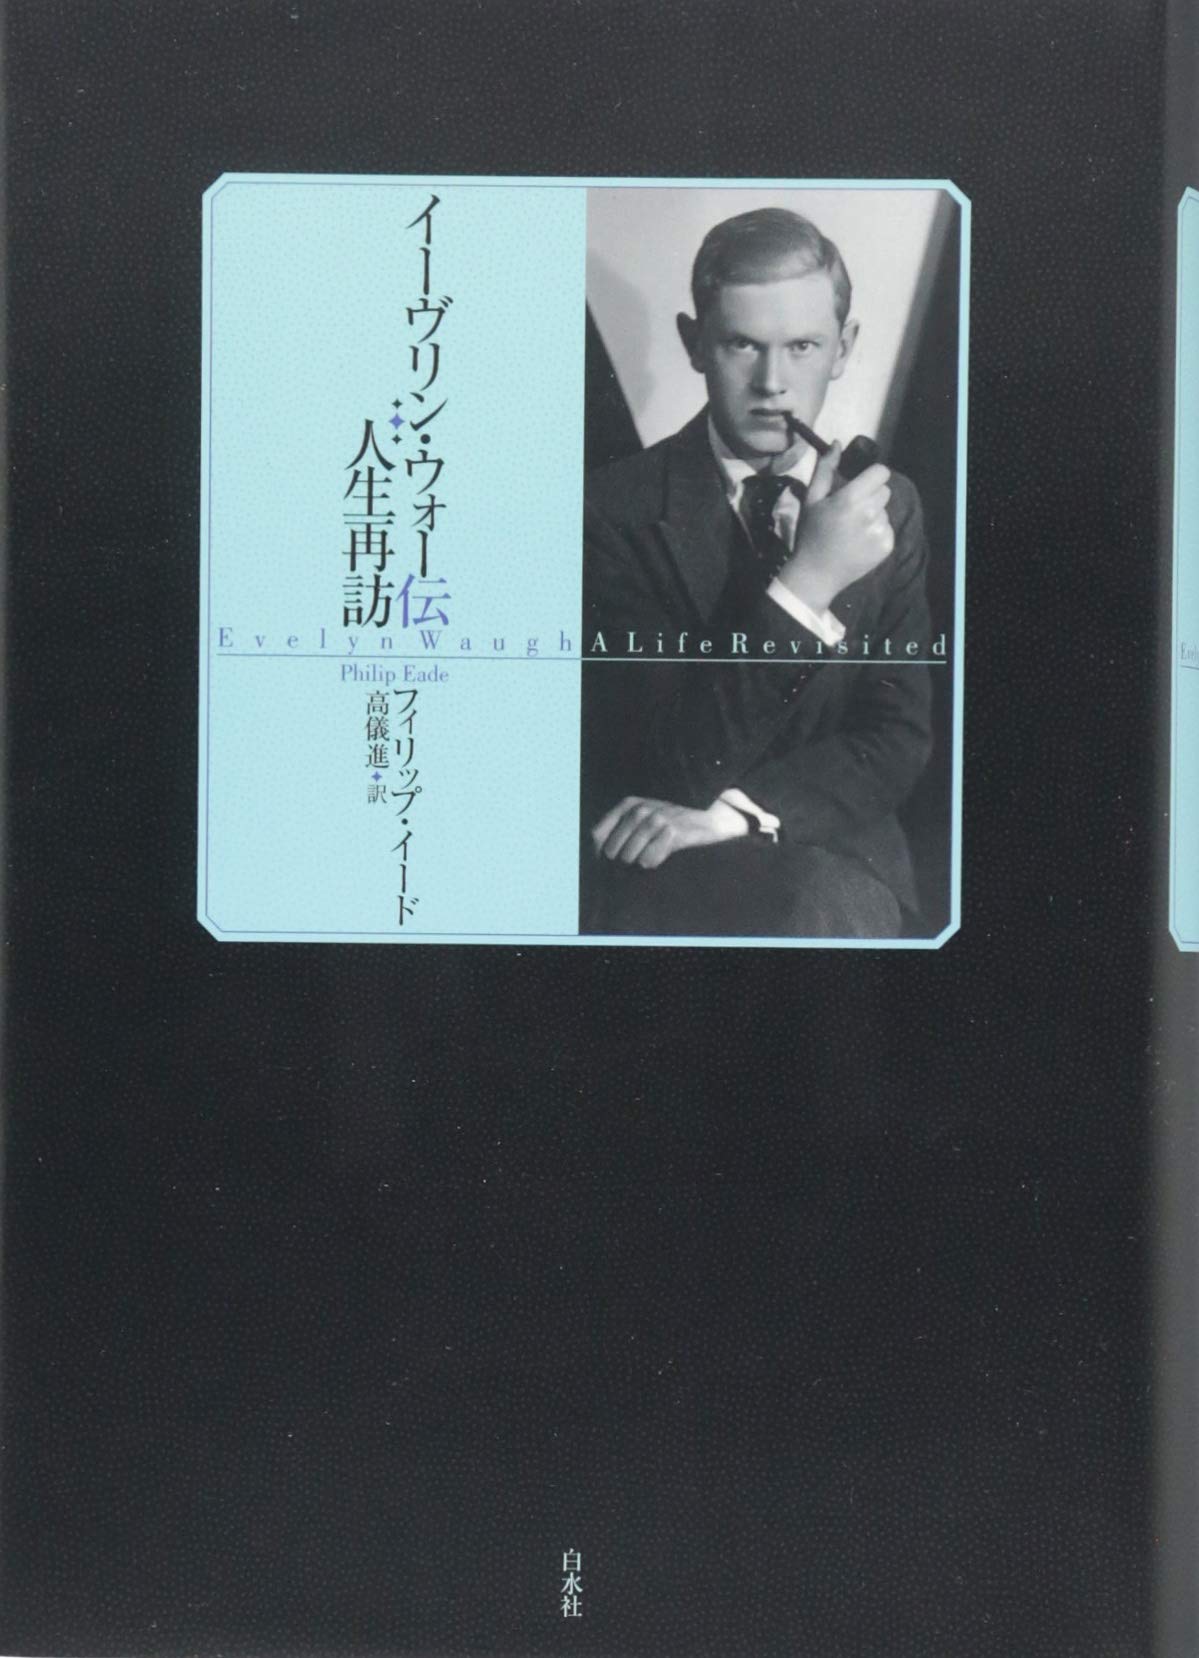 イーヴリン・ウォー伝
人生再訪
Evelyn Waugh A Life Revisited
Philip Eade
フィリップ・イード
高儀進✦訳
白水社
Evely